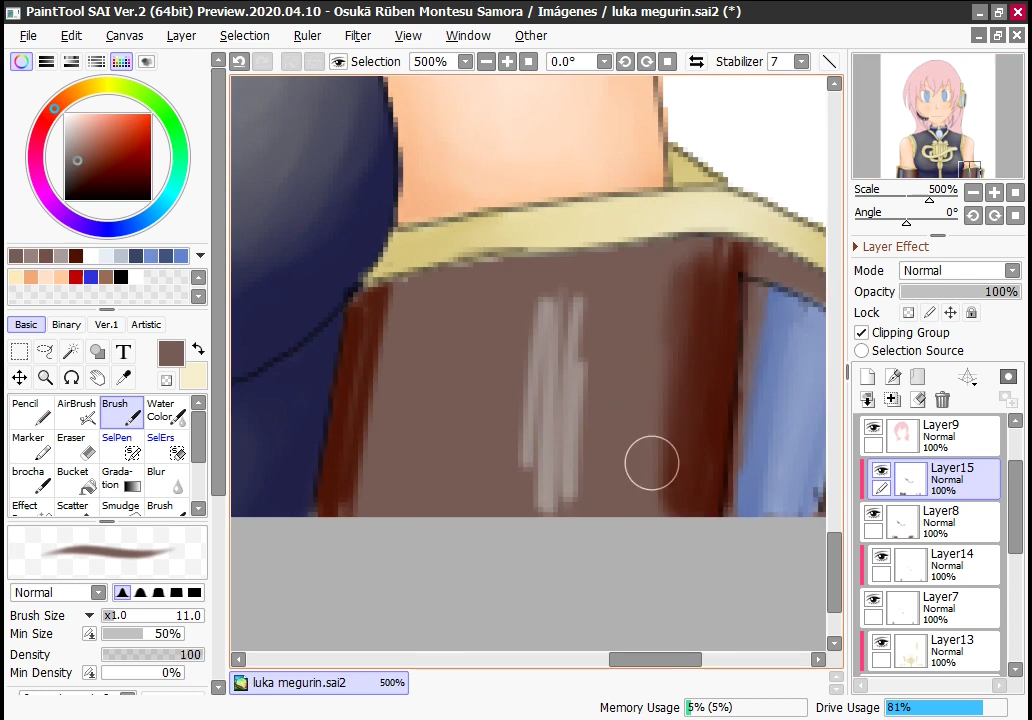 PaintTool SAI Ver.2 (64bit) Preview.2020.04.10 - Osukā Rūben Montesu Samora / Imágenes / luka megurin.sai2 (*)
File Edit Canvas Layer Selection Ruler Filter View Window Other
Selection 500% 0.0° Stabilizer 7
Scale 500%
Angle 0°
Layer Effect
Mode Normal
Opacity 100%
Lock
Clipping Group
Selection Source
Basic Binary Ver.1 Artistic
T
Pencil AirBrush Brush Water Color
Marker Eraser SelPen SelErs
brocha Bucket Grada-tion Blur
Effect Scatter Smudge Brush
Normal
Brush Size x1.0 11.0
Min Size 50%
Density 100
Min Density 0%
Layer9
Normal
100%
Layer15
Normal
100%
Layer8
Normal
100%
Layer14
Normal
100%
Layer7
Normal
100%
Layer13
Normal
100%
luka megurin.sai2 500%
Memory Usage 5% (5%) Drive Usage 81%